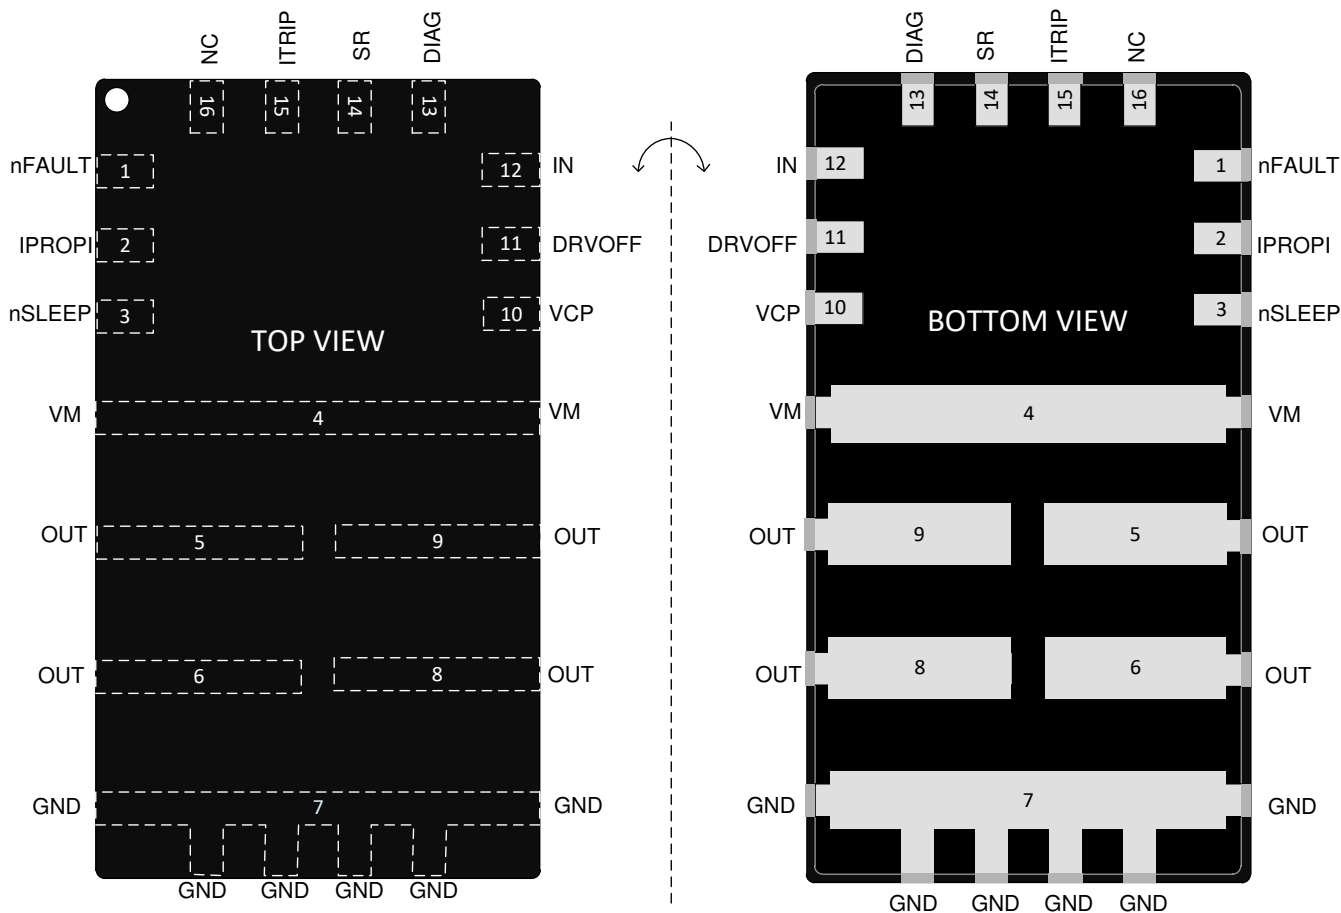 NC ITRIP SR DIAG
16 15 14 13
nFAULT 1 12 IN
IPROPI 2 11 DRVOFF
nSLEEP 3 10 VCP
TOP VIEW
VM 4 VM
OUT 5 9 OUT
OUT 6 8 OUT
GND 7 GND
GND GND GND GND
DIAG SR ITRIP NC
13 14 15 16
IN 12 1 nFAULT
DRVOFF 11 2 IPROPI
VCP 10 3 nSLEEP
BOTTOM VIEW
VM 4 VM
OUT 9 5 OUT
OUT 8 6 OUT
GND 7 GND
GND GND GND GND